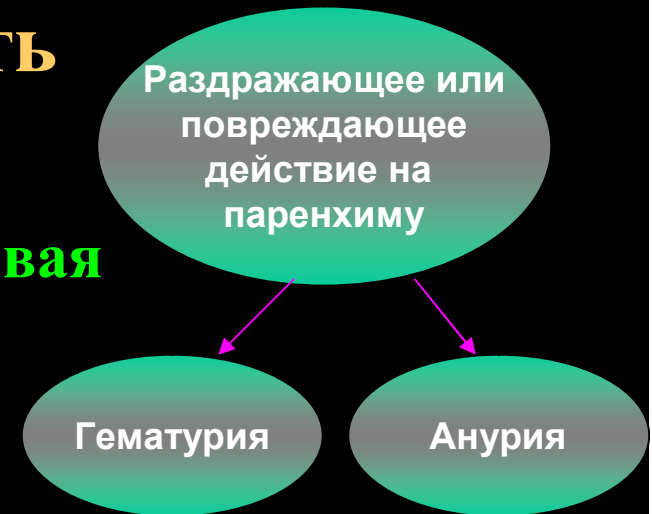 ть
Раздражающее или
повреждающее
действие на
паренхиму
вая
Гематурия
Анурия